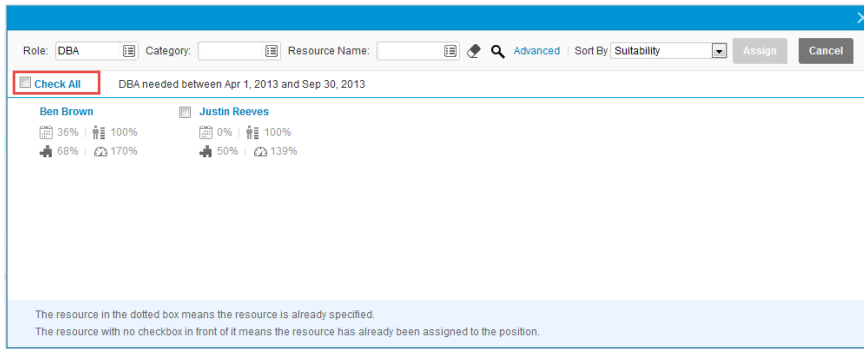 Role: DBA Category: Resource Name: Advanced | Sort By Suitability Assign Cancel
Check All DBA needed between Apr 1, 2013 and Sep 30, 2013
Ben Brown Justin Reeves
36% | 100% 0% | 100%
68% | 170% 50% | 139%
The resource in the dotted box means the resource is already specified.
The resource with no checkbox in front of it means the resource has already been assigned to the position.